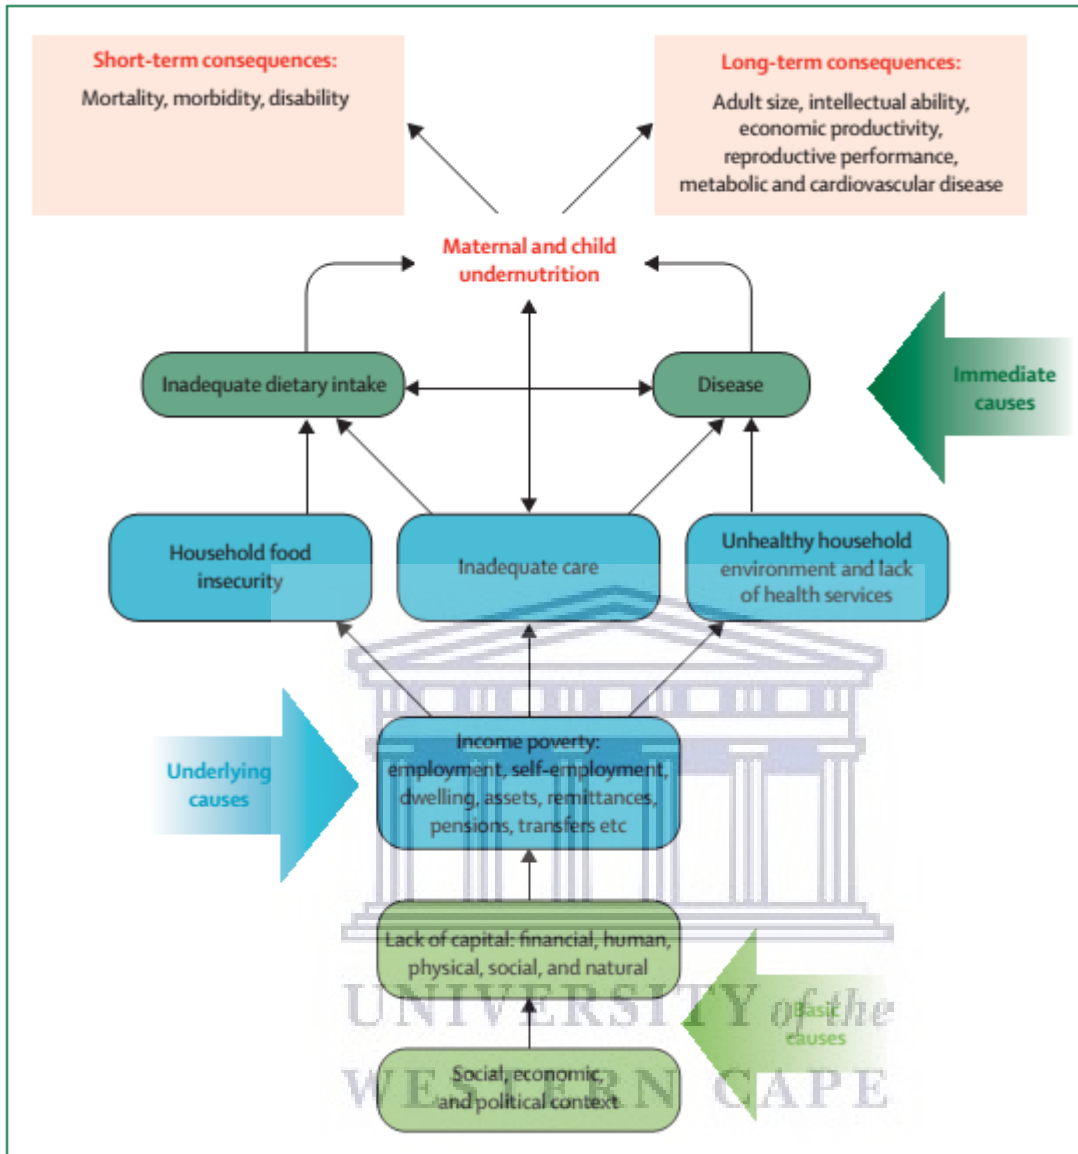 Short-term consequences:
Mortality, morbidity, disability
Long-term consequences:
Adult size, intellectual ability,
economic productivity,
reproductive performance,
metabolic and cardiovascular disease
Maternal and child
undernutrition
Inadequate dietary intake
Disease
Immediate
causes
Household food
insecurity
Inadequate care
Unhealthy household
environment and lack
of health services
Underlying
causes
Income poverty:
employment, self-employment,
dwelling, assets, remittances,
pensions, transfers etc
Lack of capital: financial, human,
physical, social, and natural
Basic
causes
Social, economic,
and political context
UNIVERSITY of the
WESTERN CAPE